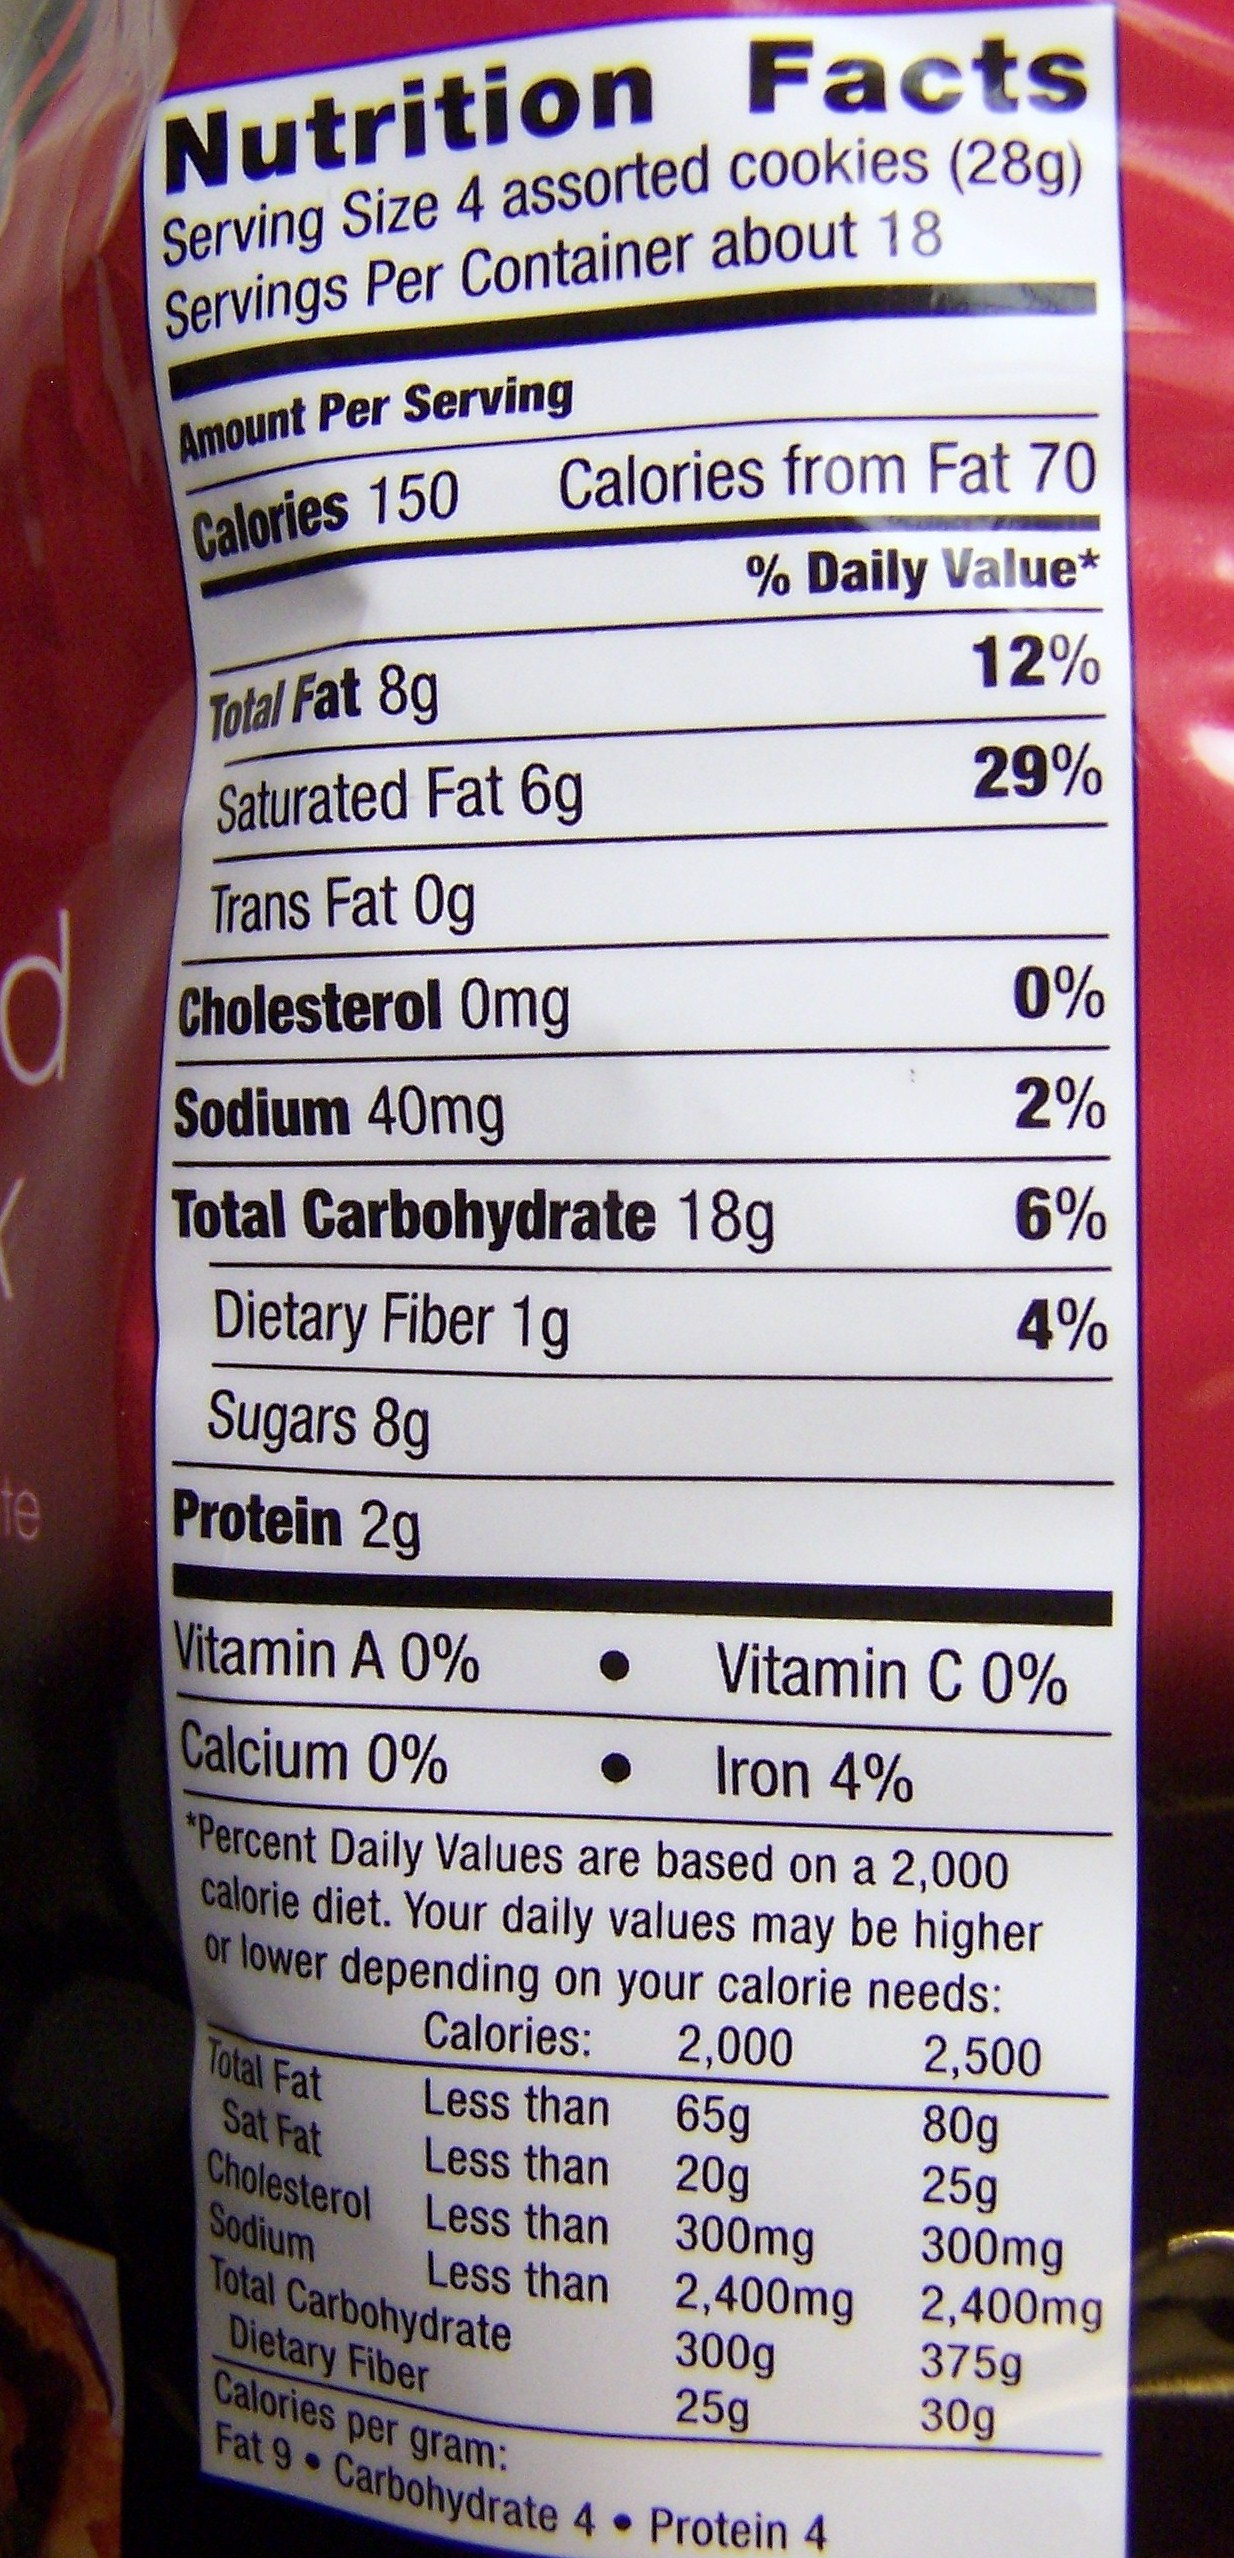 Nutrition Facts
Serving Size 4 assorted cookies (28g)
Servings Per Container about 18
Amount Per Serving
Calories 150 Calories from Fat 70
% Daily Value*
Total Fat 8g 12%
Saturated Fat 6g 29%
Trans Fat 0g
Cholesterol 0mg 0%
Sodium 40mg 2%
Total Carbohydrate 18g 6%
Dietary Fiber 1g 4%
Sugars 8g
Protein 2g
Vitamin A 0% • Vitamin C 0%
Calcium 0% • Iron 4%
*Percent Daily Values are based on a 2,000
calorie diet. Your daily values may be higher
or lower depending on your calorie needs:
Calories: 2,000 2,500
Total Fat Less than 65g 80g
Sat Fat Less than 20g 25g
Cholesterol Less than 300mg 300mg
Sodium Less than 2,400mg 2,400mg
Total Carbohydrate 300g 375g
Dietary Fiber 25g 30g
Calories per gram:
Fat 9 • Carbohydrate 4 • Protein 4